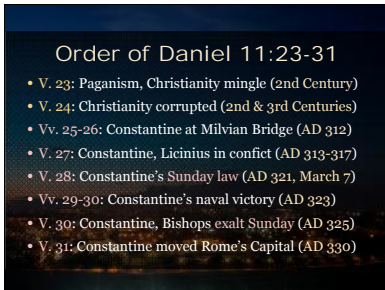 Order of Daniel 11:23-31
• V. 23: Paganism, Christianity mingle (2nd Century)
• V. 24: Christianity corrupted (2nd & 3rd Centuries)
• Vv. 25-26: Constantine at Milvian Bridge (AD 312)
• V. 27: Constantine, Licinius in confict (AD 313-317)
• V. 28: Constantine's Sunday law (AD 321, March 7)
• Vv. 29-30: Constantine's naval victory (AD 323)
• V. 30: Constantine, Bishops exalt Sunday (AD 325)
• V. 31: Constantine moved Rome's Capital (AD 330)